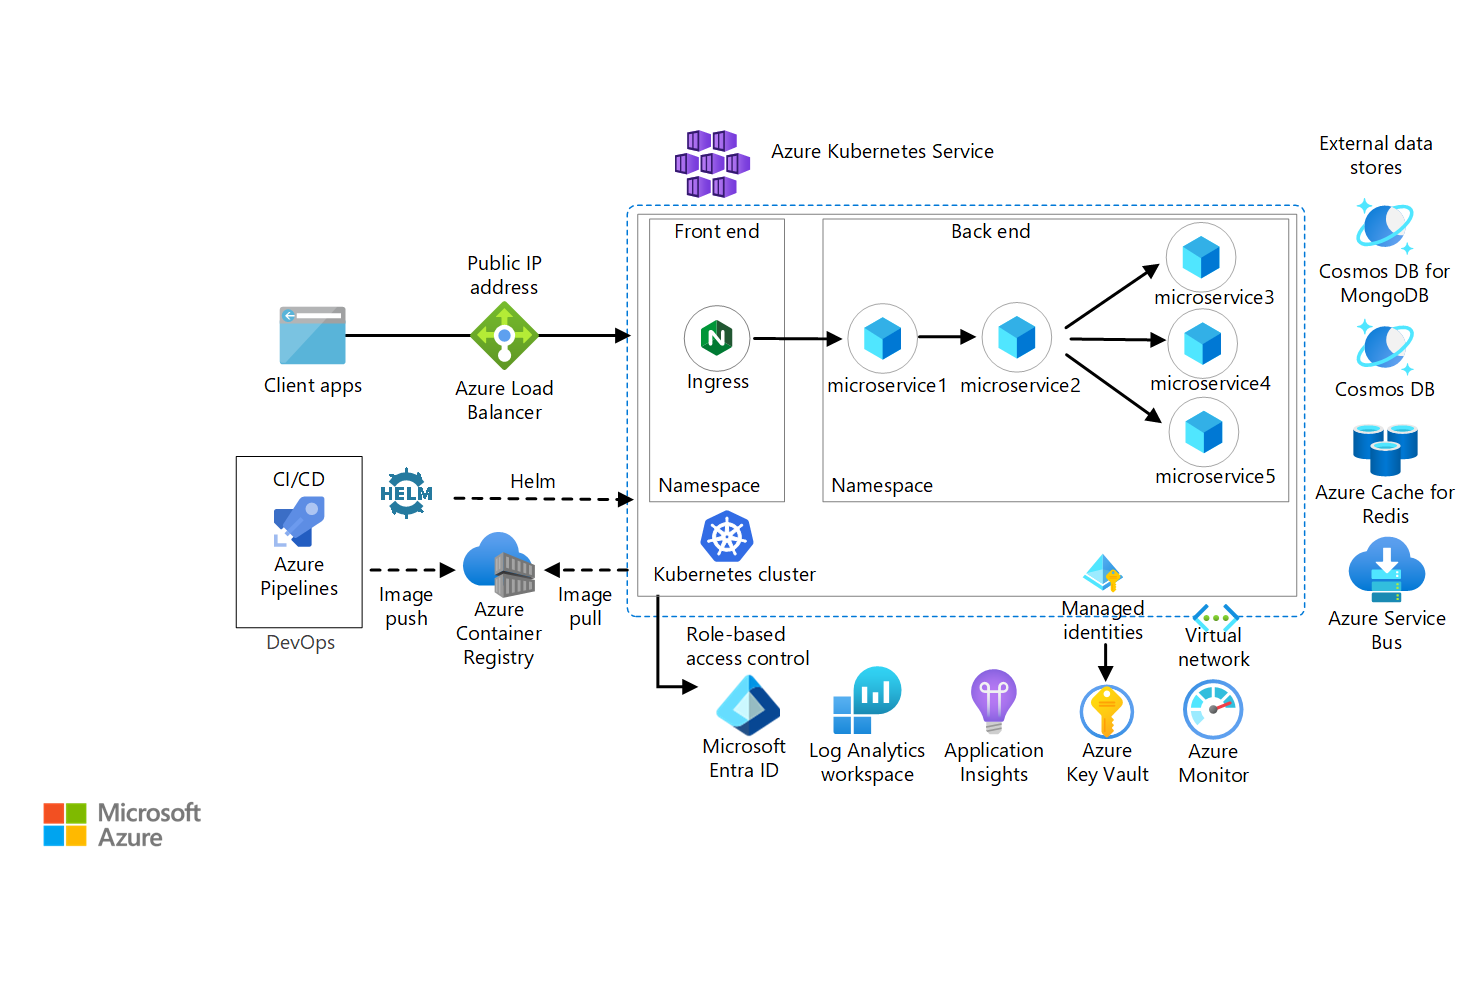 Azure Kubernetes Service
External data
stores
Front end
Back end
Public IP
address
Client apps
Azure Load
Balancer
N
Ingress
microservice1
microservice2
microservice3
microservice4
microservice5
Namespace
Namespace
Cosmos DB for
MongoDB
Cosmos DB
Azure Cache for
Redis
Azure Service
Bus
CI/CD
Azure
Pipelines
DevOps
HELM
Helm
Image
push
Azure
Container
Registry
Image
pull
Kubernetes cluster
Managed
identities
Virtual
network
Role-based
access control
Microsoft
Entra ID
Log Analytics
workspace
Application
Insights
Azure
Key Vault
Azure
Monitor
Microsoft
Azure